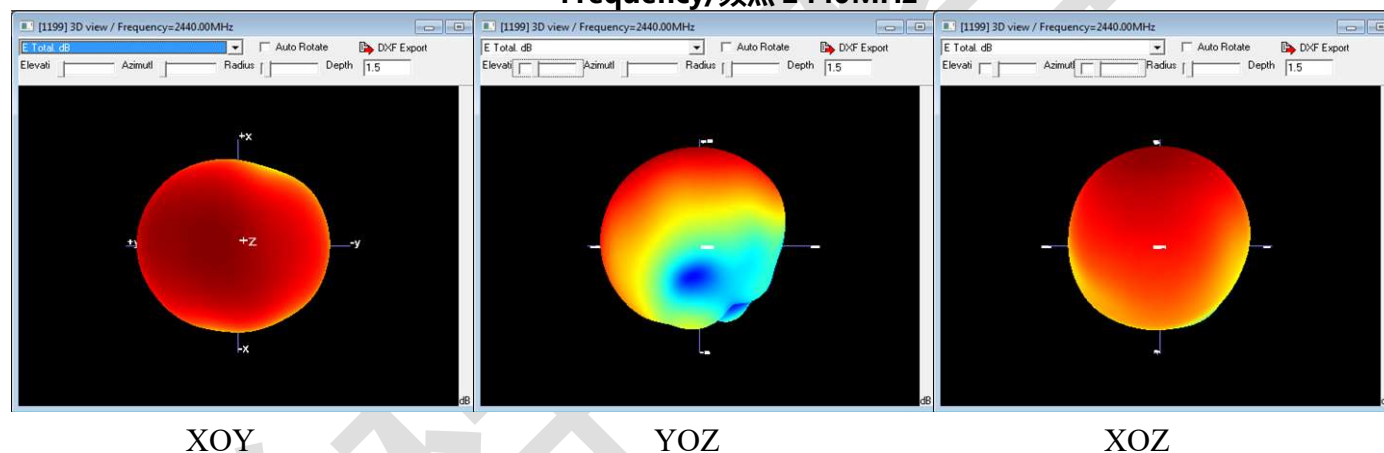 Frequency/频点 2440MHz
[1199] 3D view / Frequency=2440.00MHz
E Total. dB
Auto Rotate
DXF Export
Elevati
Azimutl
Radius
Depth
1.5
+X
+Z
-y
-X
dB
[1199] 3D view / Frequency=2440.00MHz
E Total. dB
Auto Rotate
DXF Export
Elevati
Azimutl
Radius
Depth
1.5
dB
[1199] 3D view / Frequency=2440.00MHz
E Total. dB
Auto Rotate
DXF Export
Elevati
Azimutl
Radius
Depth
1.5
XOY
YOZ
XOZ